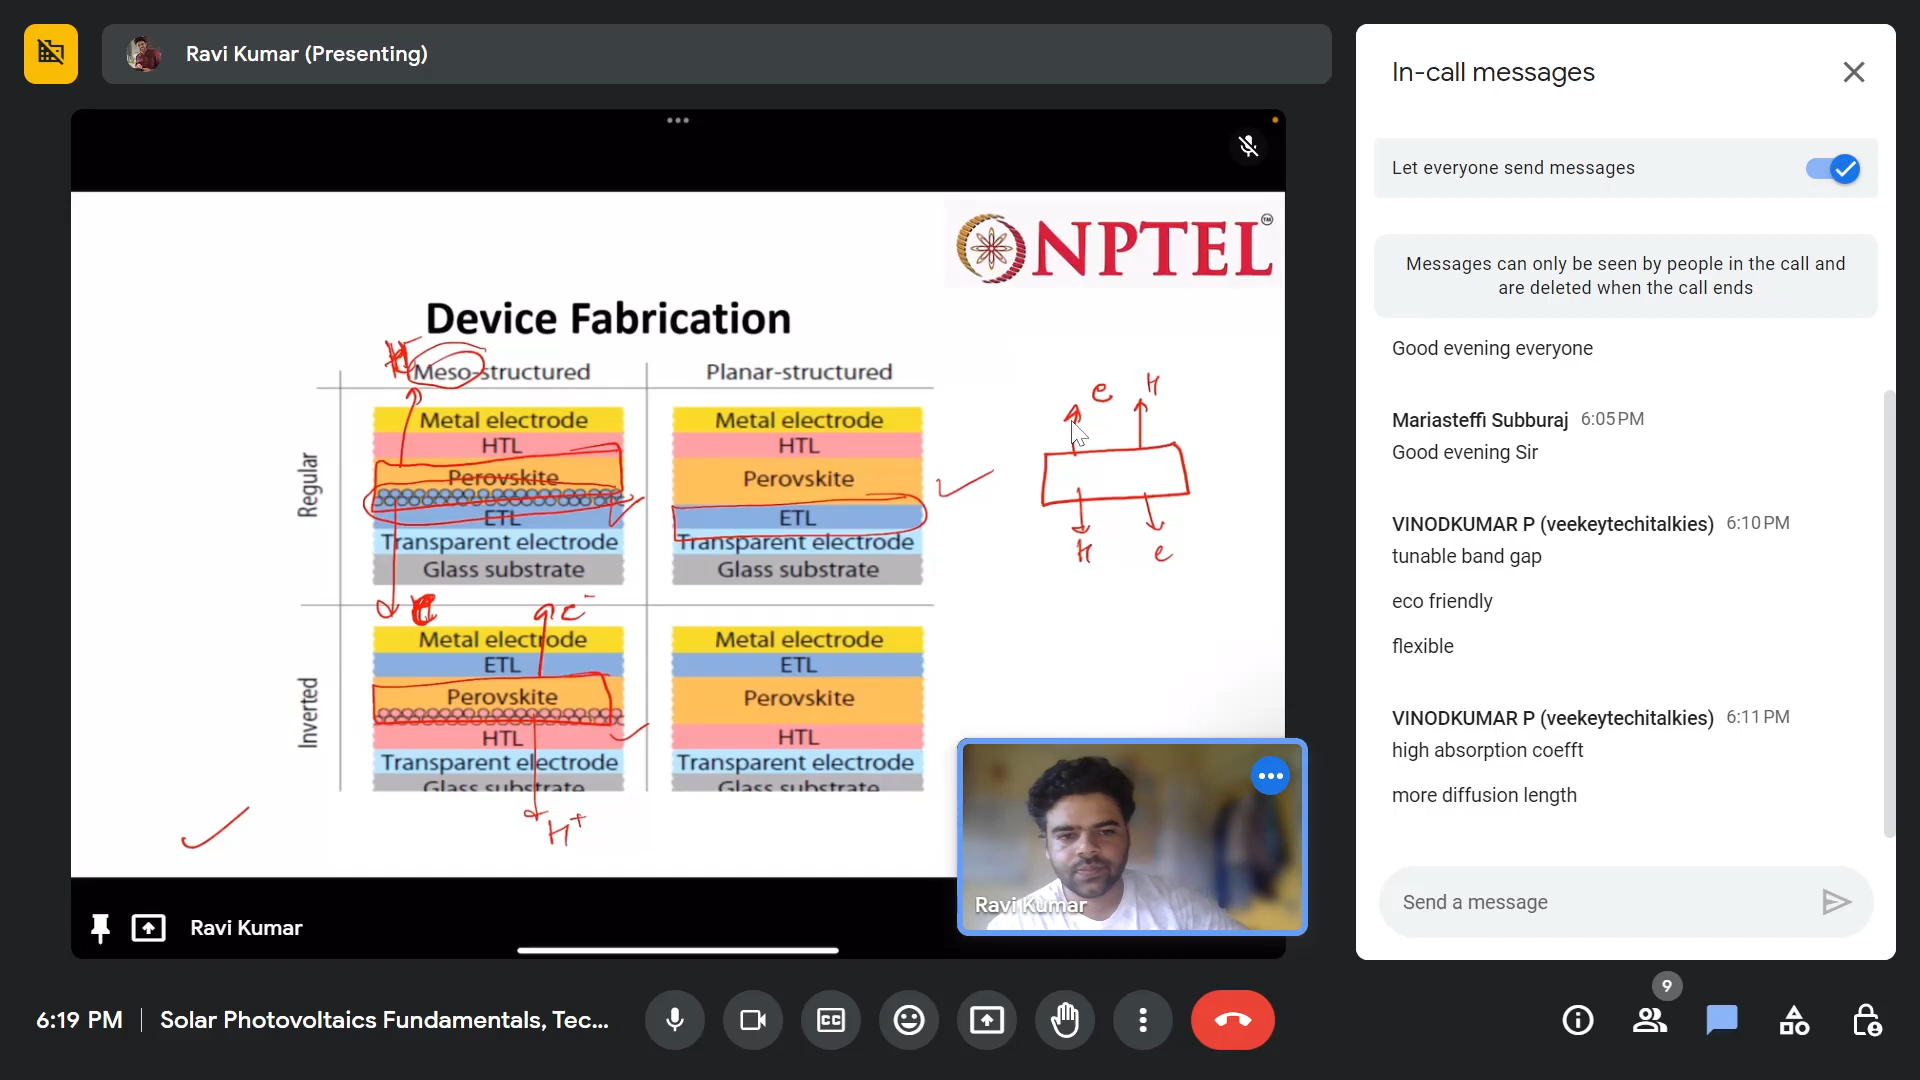 Ravi Kumar (Presenting)
NPTEL
TM
Device Fabrication
H
Meso-structured
Planar-structured
Regular
Metal electrode
HTL
Perovskite
ETL
Transparent electrode
Glass substrate
Metal electrode
HTL
Perovskite
ETL
Transparent electrode
Glass substrate
e H
H e
e⁻
Inverted
Metal electrode
ETL
Perovskite
HTL
Transparent electrode
Glass substrate
Metal electrode
ETL
Perovskite
HTL
Transparent electrode
Glass substrate
H+
Ravi Kumar
Ravi Kumar
6:19 PM | Solar Photovoltaics Fundamentals, Tec...
CC
9
In-call messages
Let everyone send messages
Messages can only be seen by people in the call and
are deleted when the call ends
Good evening everyone
Mariasteffi Subburaj 6:05 PM
Good evening Sir
VINODKUMAR P (veekeytechitalkies) 6:10 PM
tunable band gap
eco friendly
flexible
VINODKUMAR P (veekeytechitalkies) 6:11 PM
high absorption coefft
more diffusion length
Send a message